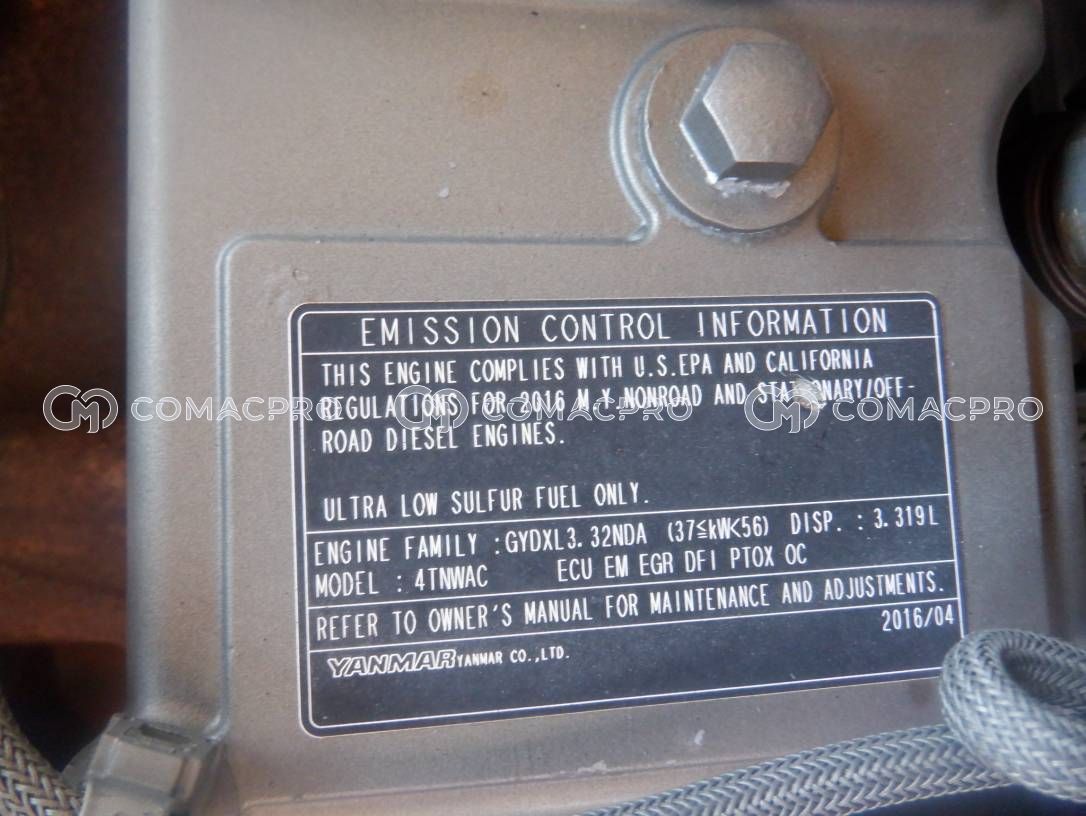 EMISSION CONTROL INFORMATION
THIS ENGINE COMPLIES WITH U.S.EPA AND CALIFORNIA
REGULATIONS FOR 2016 M.Y.NONROAD AND STATIONARY/OFF-
ROAD DIESEL ENGINES.
ULTRA LOW SULFUR FUEL ONLY.
ENGINE FAMILY :GYDXL3.32NDA (37≦kW<56) DISP. : 3.319L
MODEL : 4TNWAC ECU EM EGR DFI PTOX OC
REFER TO OWNER'S MANUAL FOR MAINTENANCE AND ADJUSTMENTS.
2016/04
YANMAR YANMAR CO.,LTD.
COMACPRO COMACPRO COMACPRO